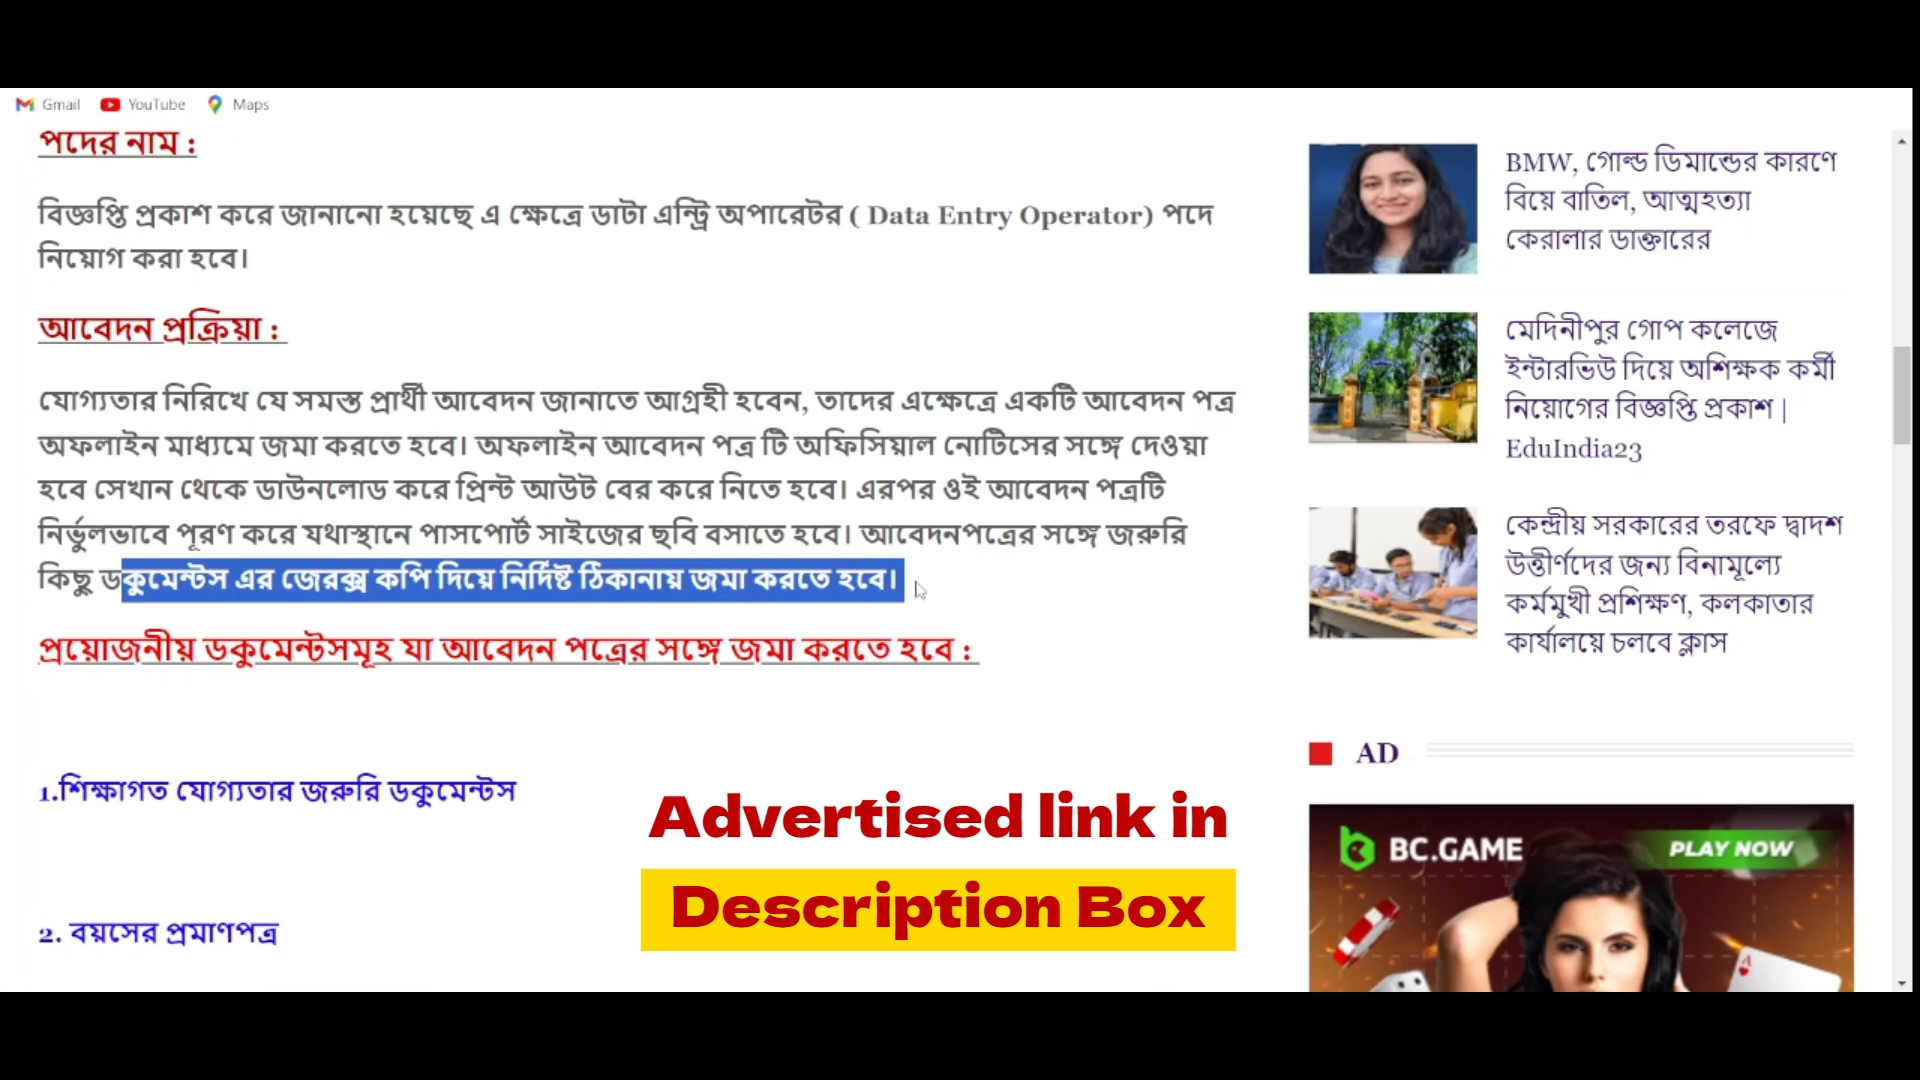 Gmail YouTube Maps
পদের নাম :
বিজ্ঞপ্তি প্রকাশ করে জানানো হয়েছে এ ক্ষেত্রে ডাটা এন্ট্রি অপারেটর ( Data Entry Operator) পদে
নিয়োগ করা হবে।
আবেদন প্রক্রিয়া :
যোগ্যতার নিরিখে যে সমস্ত প্রার্থী আবেদন জানাতে আগ্রহী হবেন, তাদের এক্ষেত্রে একটি আবেদন পত্র
অফলাইন মাধ্যমে জমা করতে হবে। অফলাইন আবেদন পত্র টি অফিসিয়াল নোটিসের সঙ্গে দেওয়া
হবে সেখান থেকে ডাউনলোড করে প্রিন্ট আউট বের করে নিতে হবে। এরপর ওই আবেদন পত্রটি
নির্ভুলভাবে পূরণ করে যথাস্থানে পাসপোর্ট সাইজের ছবি বসাতে হবে। আবেদনপত্রের সঙ্গে জরুরি
কিছু ডকুমেন্টস এর জেরক্স কপি দিয়ে নির্দিষ্ট ঠিকানায় জমা করতে হবে।
প্রয়োজনীয় ডকুমেন্টসমূহ যা আবেদন পত্রের সঙ্গে জমা করতে হবে :
1.শিক্ষাগত যোগ্যতার জরুরি ডকুমেন্টস
2. বয়সের প্রমাণপত্র
Advertised link in
Description Box
BMW, গোল্ড ডিমান্ডের কারণে
বিয়ে বাতিল, আত্মহত্যা
কেরালার ডাক্তারের
মেদিনীপুর গোপ কলেজে
ইন্টারভিউ দিয়ে অশিক্ষক কর্মী
নিয়োগের বিজ্ঞপ্তি প্রকাশ |
EduIndia23
কেন্দ্রীয় সরকারের তরফে দ্বাদশ
উত্তীর্ণদের জন্য বিনামূল্যে
কর্মমুখী প্রশিক্ষণ, কলকাতার
কার্যালয়ে চলবে ক্লাস
AD
BC.GAME PLAY NOW
A